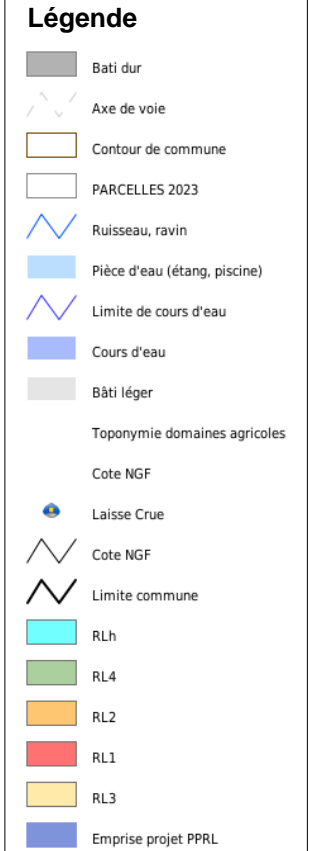 Légende
Bati dur
Axe de voie
Contour de commune
PARCELLES 2023
Ruisseau, ravin
Pièce d'eau (étang, piscine)
Limite de cours d'eau
Cours d'eau
Bâti léger
Toponymie domaines agricoles
Cote NGF
Laisse Crue
Cote NGF
Limite commune
RLh
RL4
RL2
RL1
RL3
Emprise projet PPRL